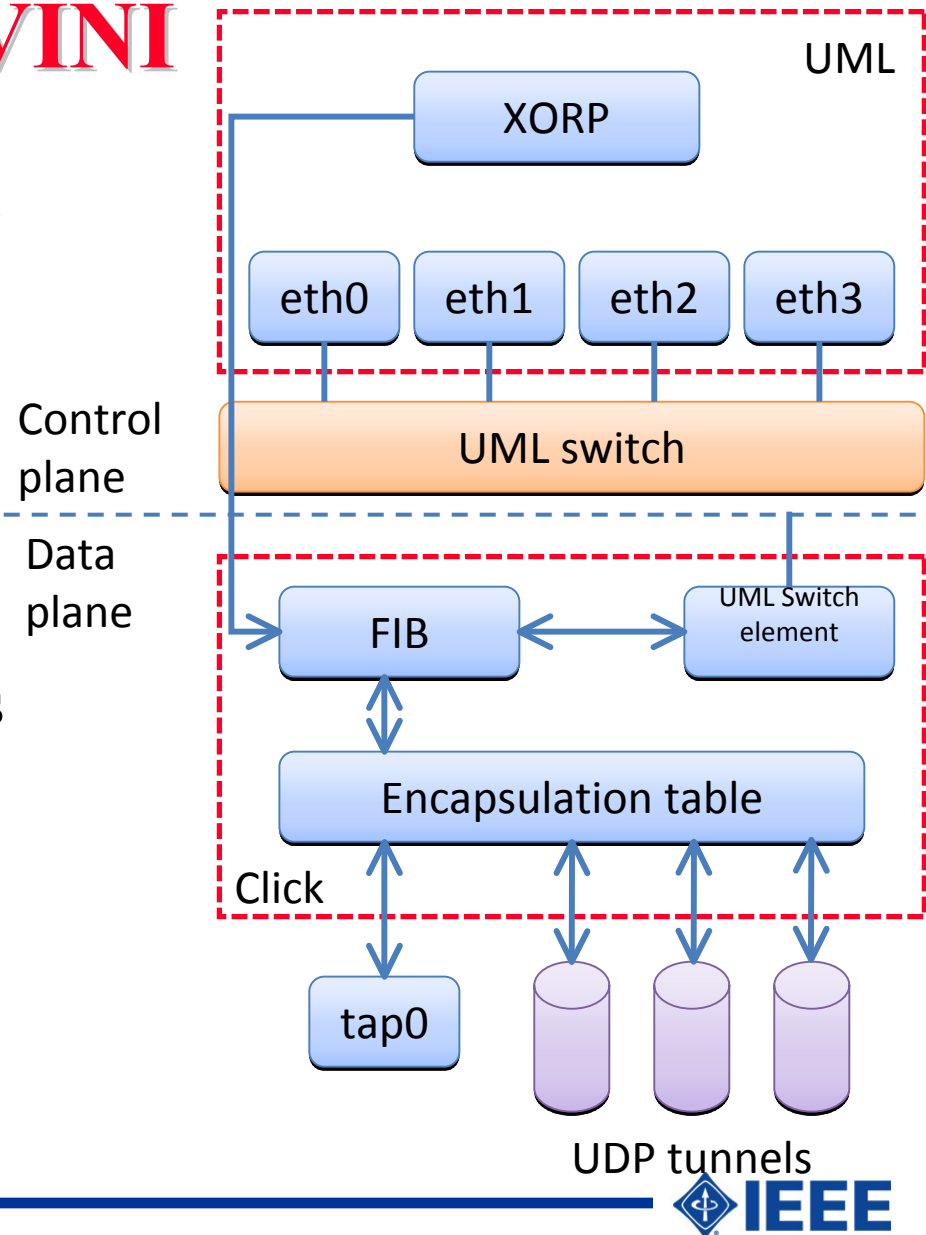 VINI
UML
XORP
eth0
eth1
eth2
eth3
Control
plane
UML switch
Data
plane
FIB
UML Switch
element
s
Encapsulation table
Click
tap0
UDP tunnels
IEEE